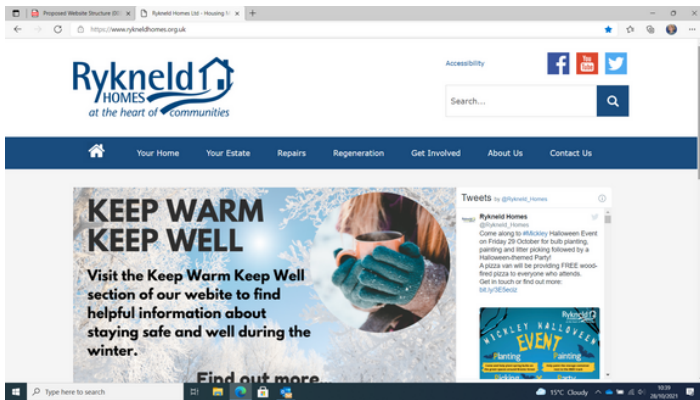 Proposed Website Structure (00
Rykneld Homes Ltd - Housing
https://www.rykneldhomes.org.uk
Rykneld
HOMES
at the heart of communities
Accessibility
f
You
Tube
Search...
Your Home Your Estate Repairs Regeneration Get Involved About Us Contact Us
KEEP WARM
KEEP WELL
Visit the Keep Warm Keep Well
section of our webite to find
helpful information about
staying safe and well during the
winter.
Find out more
Tweets by @Rykneld_Homes
Rykneld Homes
@Rykneld_Homes
Come along to #Mickley Halloween Event
on Friday 29 October for bulb planting,
painting and litter picking followed by a
Halloween-themed Party!
A pizza van will be providing FREE wood-
fired pizza to everyone who attends.
Get in touch or find out more:
Rykneld
MICKLEY HALLOWEEN
EVENT
Planting Painting
Type here to search
15°C Cloudy
10:39
28/10/2021